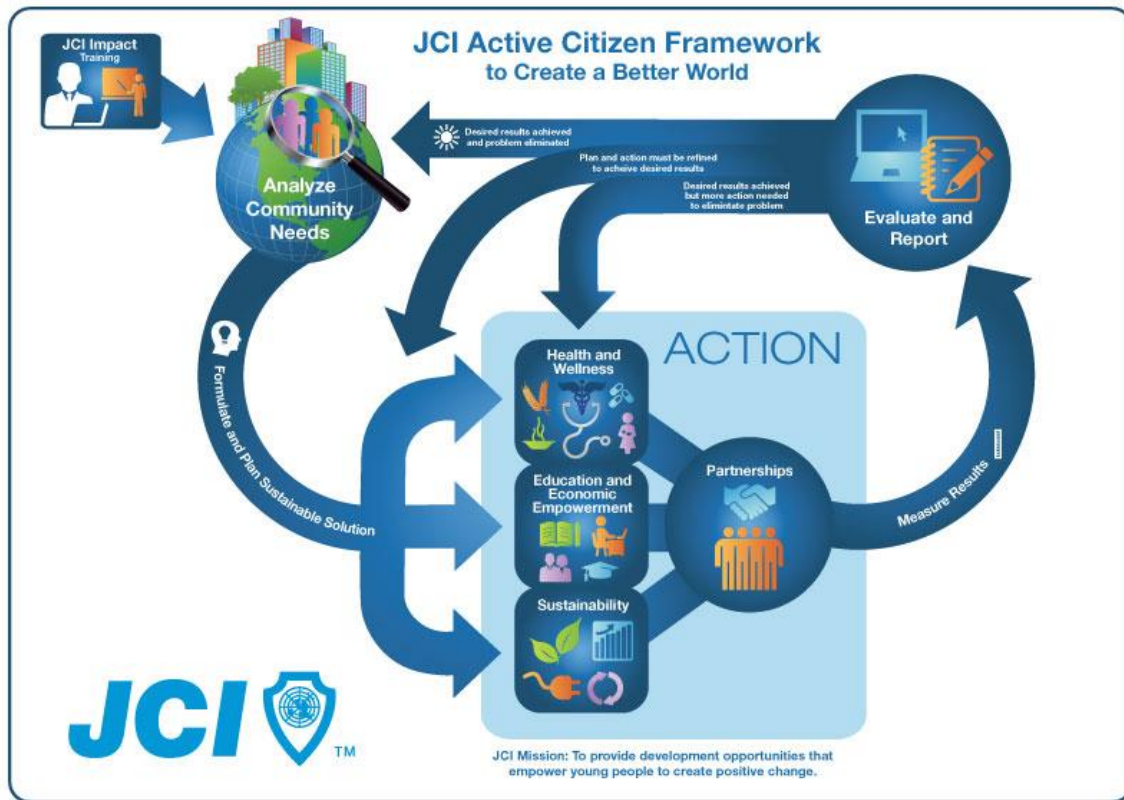 JCI Impact
Training
JCI Active Citizen Framework
to Create a Better World
Analyze
Community
Needs
Desired results achieved
and problem eliminated
Plan and action must be refined
to acheive desired results
Desired results achieved
but more action needed
to elimintate problem
Evaluate and
Report
Formulate and Plan Sustainable Solution
ACTION
Health and
Wellness
Education and
Economic
Empowerment
Sustainability
Partnerships
Measure Results
JCI
TM
JCI Mission: To provide development opportunities that
empower young people to create positive change.